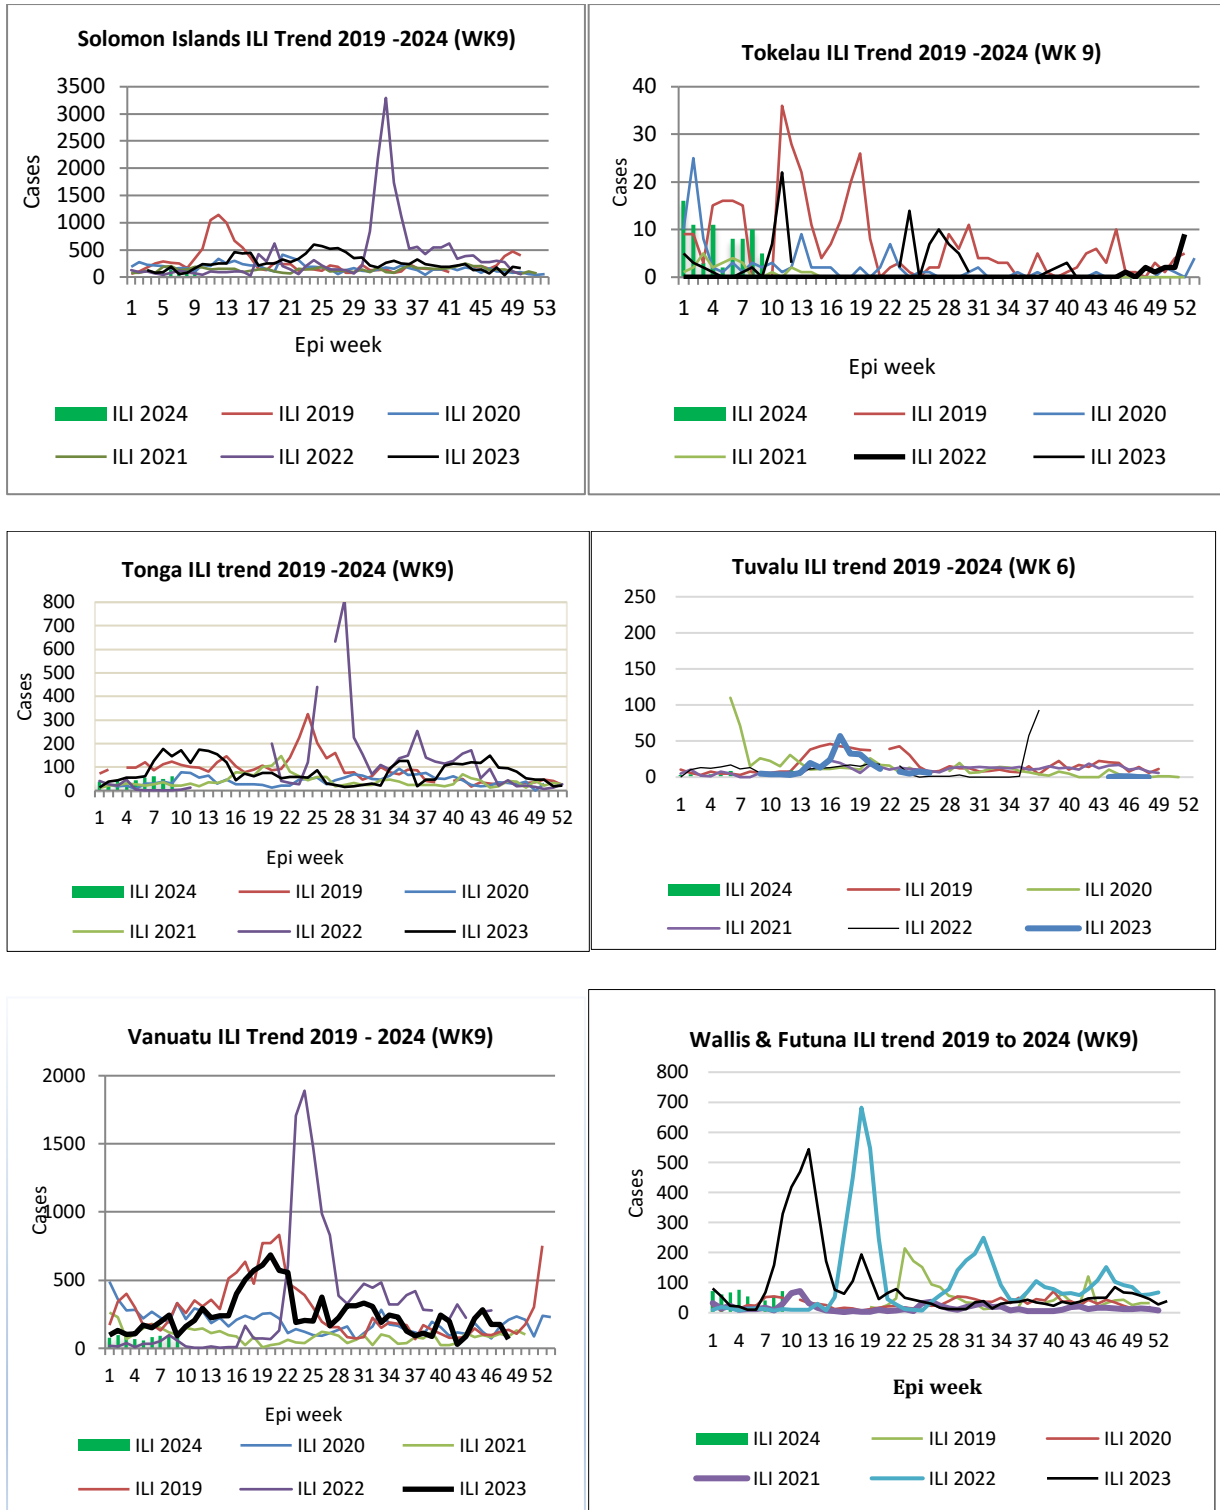 Solomon Islands ILI Trend 2019 -2024 (WK9)
3500
3000
2500
2000
1500
1000
500
0
Cases
1 5 9 13 17 21 25 29 33 37 41 45 49 53
Epi week
ILI 2024 ILI 2019 ILI 2020
ILI 2021 ILI 2022 ILI 2023
Tokelau ILI Trend 2019 -2024 (WK 9)
40
30
20
10
0
Cases
1 4 7 10 13 16 19 22 25 28 31 34 37 40 43 46 49 52
Epi week
ILI 2024 ILI 2019 ILI 2020
ILI 2021 ILI 2022 ILI 2023
Tonga ILI trend 2019 -2024 (WK9)
800
700
600
500
400
300
200
100
0
Cases
1 4 7 10 13 16 19 22 25 28 31 34 37 40 43 46 49 52
Epi week
ILI 2024 ILI 2019 ILI 2020
ILI 2021 ILI 2022 ILI 2023
Tuvalu ILI trend 2019 -2024 (WK 6)
250
200
150
100
50
0
1 4 7 10 13 16 19 22 25 28 31 34 37 40 43 46 49 52
ILI 2024 ILI 2019 ILI 2020
ILI 2021 ILI 2022 ILI 2023
Vanuatu ILI Trend 2019 - 2024 (WK9)
2000
1500
1000
500
0
Cases
1 4 7 10 13 16 19 22 25 28 31 34 37 40 43 46 49 52
Epi week
ILI 2024 ILI 2020 ILI 2021
ILI 2019 ILI 2022 ILI 2023
Wallis & Futuna ILI trend 2019 to 2024 (WK9)
800
700
600
500
400
300
200
100
0
Cases
1 4 7 10 13 16 19 22 25 28 31 34 37 40 43 46 49 52
Epi week
ILI 2024 ILI 2019 ILI 2020
ILI 2021 ILI 2022 ILI 2023